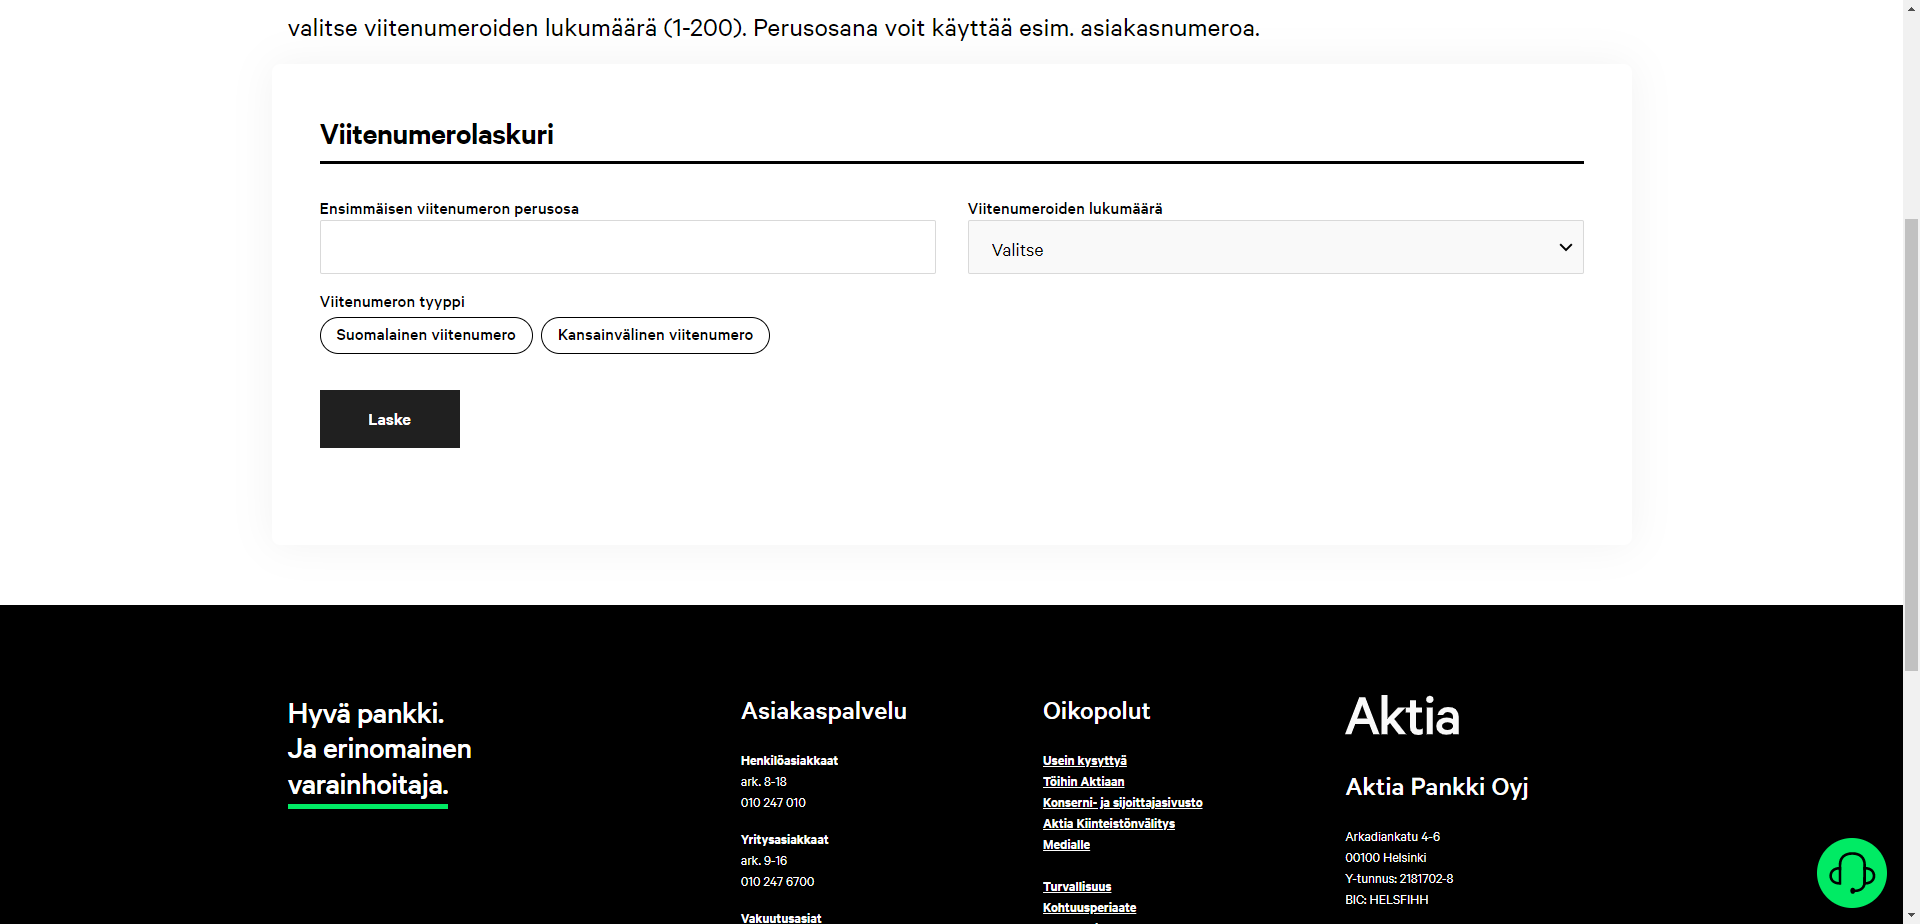 valitse viitenumeroiden lukumäärä (1-200). Perusosana voit käyttää esim. asiakasnumeroa.
Viitenumerolaskuri
Ensimmäisen viitenumeron perusosa
Viitenumeroiden lukumäärä
Valitse
Viitenumeron tyyppi
Suomalainen viitenumero
Kansainvälinen viitenumero
Laske
Hyvä pankki.
Ja erinomainen
varainhoitaja.
Asiakaspalvelu
Henkilöasiakkaat
ark. 8-18
010 247 010
Yritysasiakkaat
ark. 9-16
010 247 6700
Vakuutusasiat
Oikopolut
Usein kysyttyä
Töihin Aktiaan
Konserni- ja sijoittajasivusto
Aktia Kiinteistönvälitys
Medialle
Turvallisuus
Kohtuusperiaate
Aktia
Aktia Pankki Oyj
Arkadiankatu 4-6
00100 Helsinki
Y-tunnus: 2181702-8
BIC: HELSFIHH